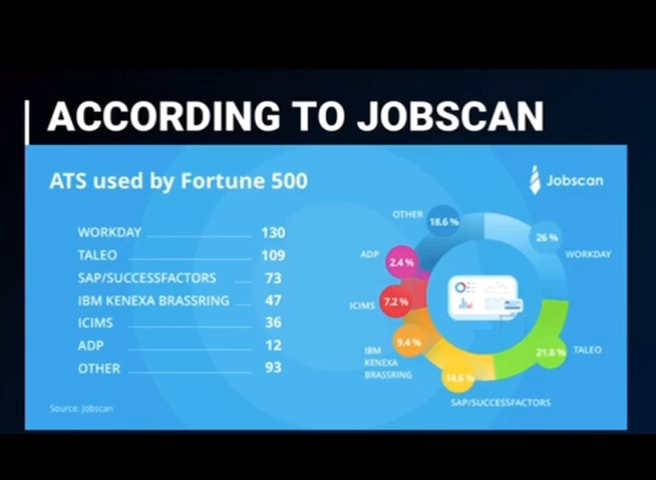 ACCORDING TO JOBSCAN
ATS used by Fortune 500
Jobscan
WORKDAY 130
TALEO 109
SAP/SUCCESSFACTORS 73
IBM KENEXA BRASSRING 47
ICIMS 36
ADP 12
OTHER 93
Source: Jobscan
OTHER 18.6 %
26 %
WORKDAY
ADP 2.4 %
ICIMS 7.2 %
9.4 %
IBM
KENEXA
BRASSRING
21.8 % TALEO
14.6 %
SAP/SUCCESSFACTORS